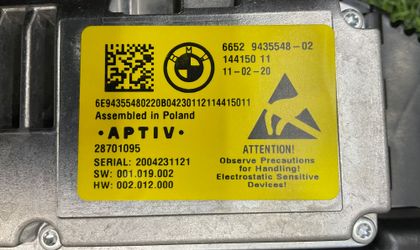 6652 9435548-02
144150 11
11-02-20
6E94355480220B04230112114415011
Assembled in Poland
• APTIV •
28701095
SERIAL: 2004231121
SW: 001.019.002
HW: 002.012.000
ATTENTION!
Observe Precautions
for Handling!
Electrostatic Sensitive
Devices!